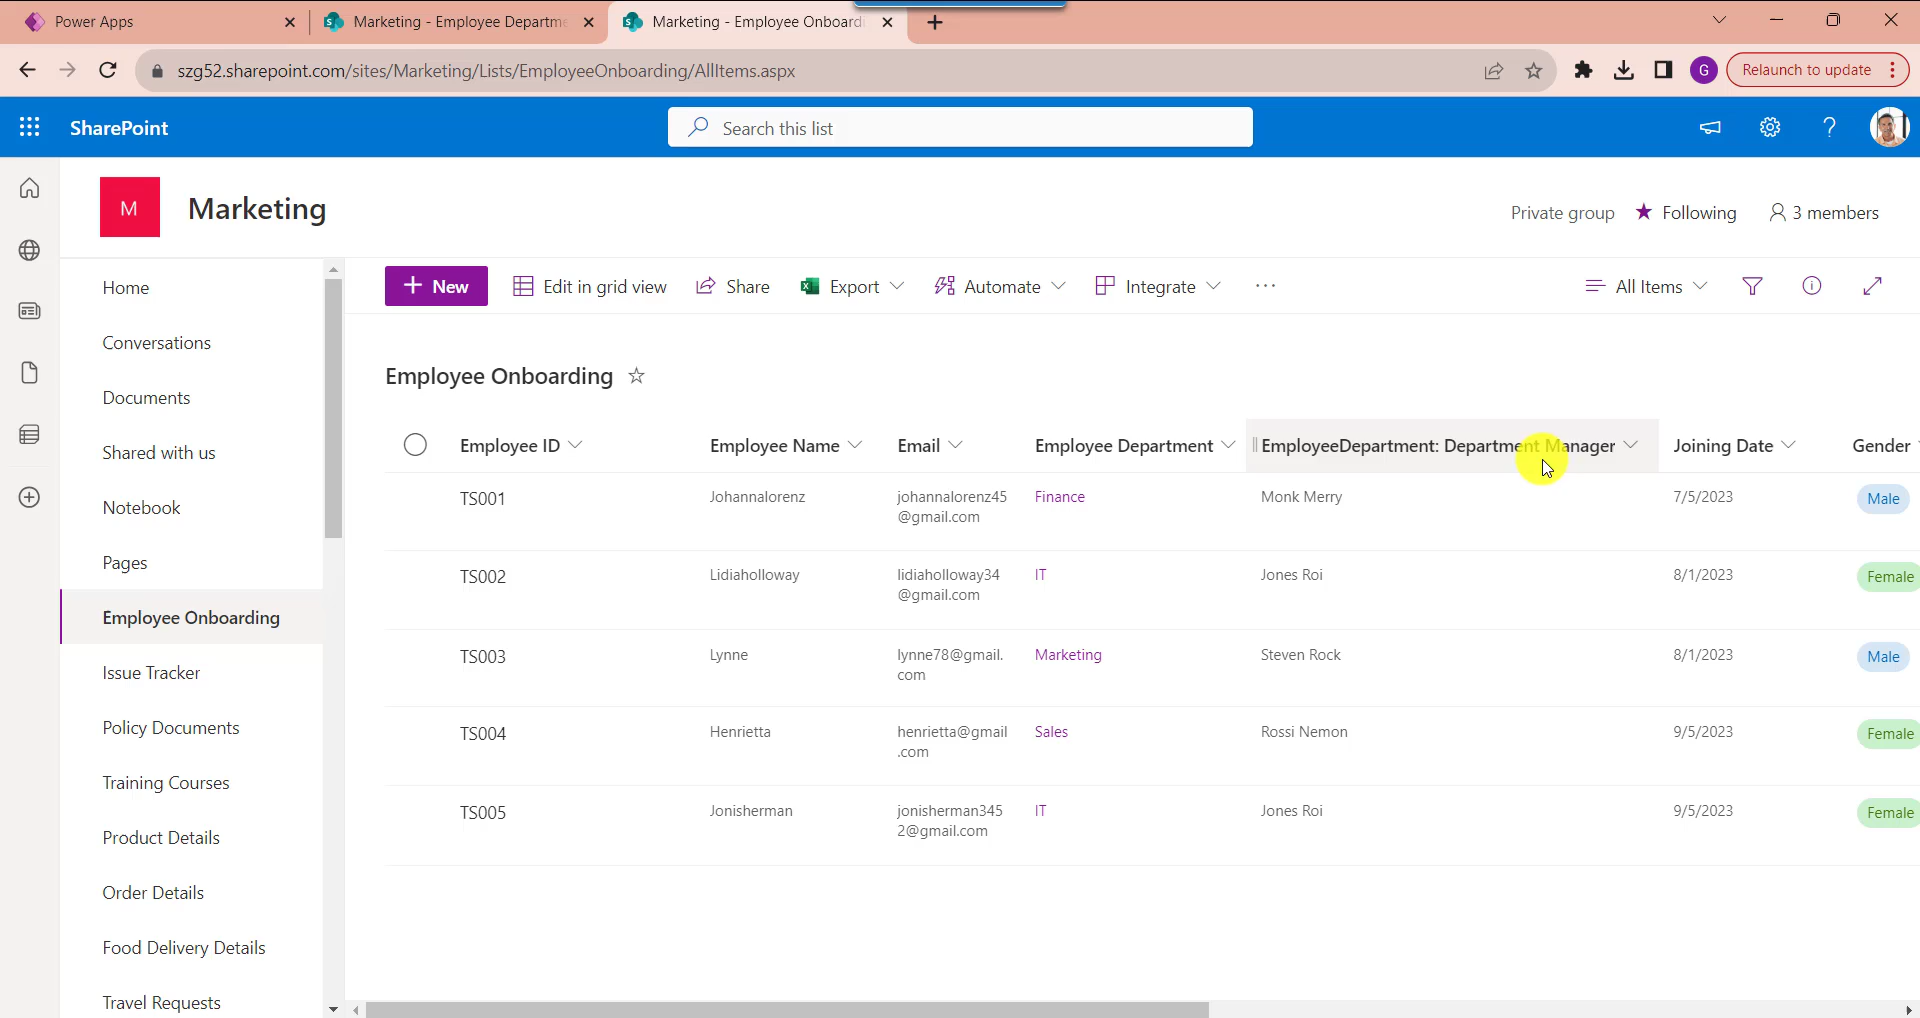 Power Apps
Marketing - Employee Departme
Marketing - Employee Onboardi
szg52.sharepoint.com/sites/Marketing/Lists/EmployeeOnboarding/AllItems.aspx
G
Relaunch to update
SharePoint
Search this list
M
Marketing
Private group
Following
3 members
Home
Conversations
Documents
Shared with us
Notebook
Pages
Employee Onboarding
Issue Tracker
Policy Documents
Training Courses
Product Details
Order Details
Food Delivery Details
Travel Requests
New
Edit in grid view
Share
Export
Automate
Integrate
All Items
Employee Onboarding
Employee ID Employee Name Email Employee Department EmployeeDepartment: Department Manager Joining Date Gender
TS001 Johannalorenz johannalorenz45 Finance Monk Merry 7/5/2023 Male
@gmail.com
TS002 Lidiaholloway lidiaholloway34 IT Jones Roi 8/1/2023 Female
@gmail.com
TS003 Lynne lynne78@gmail. Marketing Steven Rock 8/1/2023 Male
com
TS004 Henrietta henrietta@gmail Sales Rossi Nemon 9/5/2023 Female
.com
TS005 Jonisherman jonisherman345 IT Jones Roi 9/5/2023 Female
2@gmail.com